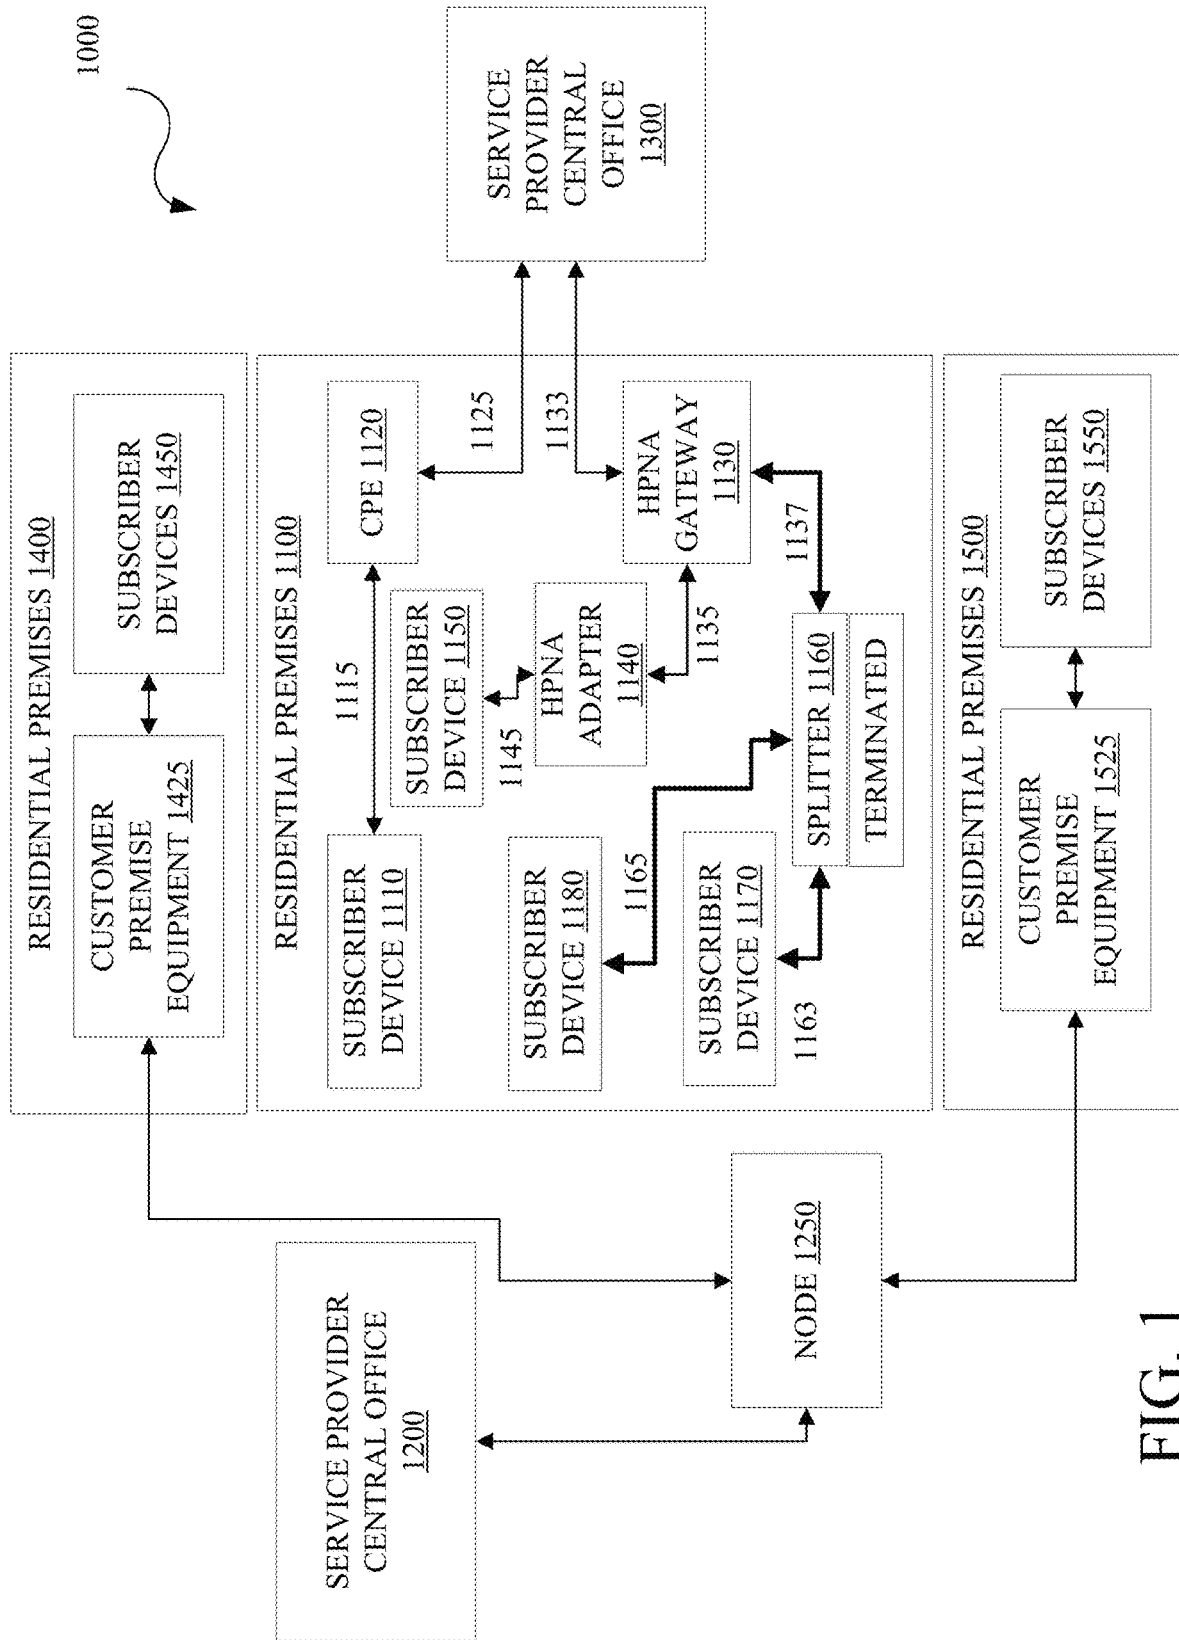 1000
RESIDENTIAL PREMISES 1400
CUSTOMER
PREMISE
EQUIPMENT 1425
SUBSCRIBER
DEVICES 1450
SERVICE PROVIDER
CENTRAL OFFICE
1200
RESIDENTIAL PREMISES 1100
SUBSCRIBER
DEVICE 1110
1115
CPE 1120
1125
SUBSCRIBER
DEVICE 1150
1145
SERVICE
PROVIDER
CENTRAL
OFFICE
1300
SUBSCRIBER
DEVICE 1180
1165
HPNA
ADAPTER
1140
1135
1133
HPNA
GATEWAY
1130
1137
SUBSCRIBER
DEVICE 1170
1163
SPLITTER 1160
TERMINATED
NODE 1250
RESIDENTIAL PREMISES 1500
CUSTOMER
PREMISE
EQUIPMENT 1525
SUBSCRIBER
DEVICES 1550
FIG. 1